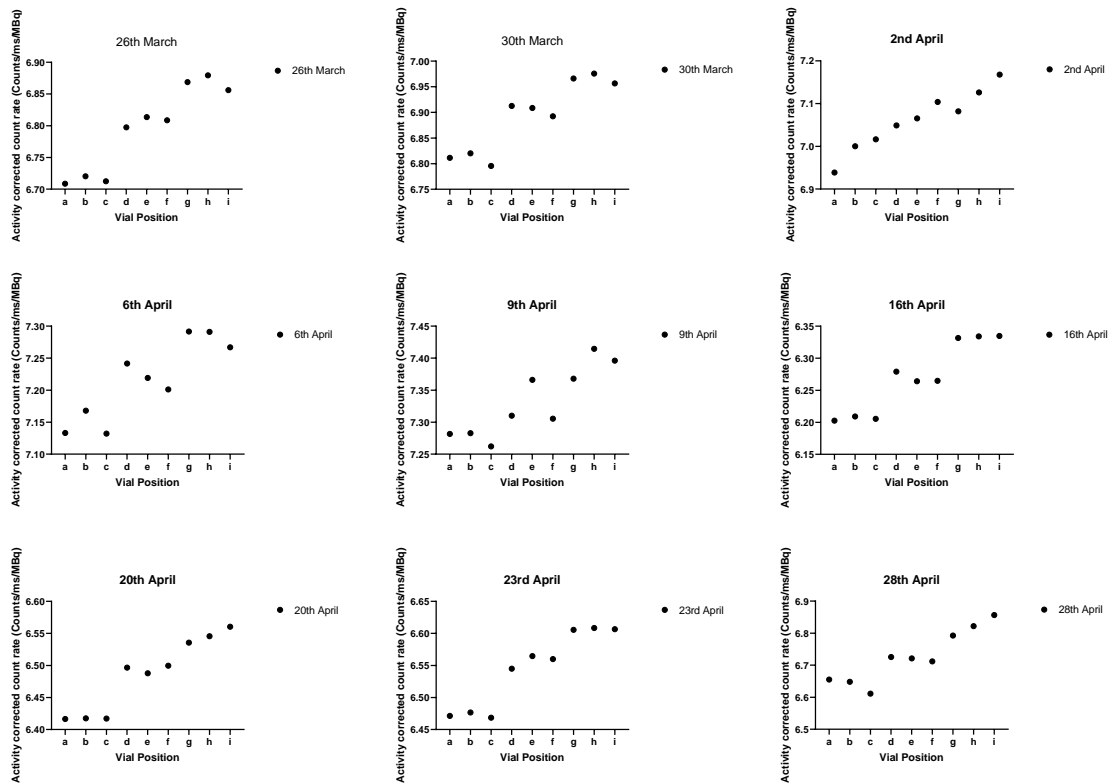 26th March
Activity corrected count rate (Counts/ms/MBq)
6.90
6.85
6.80
6.75
6.70
a b c d e f g h i
Vial Position
26th March
30th March
Activity corrected count rate (Counts/ms/MBq)
7.00
6.95
6.90
6.85
6.80
6.75
a b c d e f g h i
Vial Position
30th March
2nd April
Activity corrected count rate (Counts/ms/MBq)
7.2
7.1
7.0
6.9
a b c d e f g h i
Vial Position
2nd April
6th April
Activity corrected count rate (Counts/ms/MBq)
7.30
7.25
7.20
7.15
7.10
a b c d e f g h i
Vial Position
6th April
9th April
Activity corrected count rate (Counts/ms/MBq)
7.45
7.40
7.35
7.30
7.25
a b c d e f g h i
Vial Position
9th April
16th April
Activity corrected count rate (Counts/ms/MBq)
6.35
6.30
6.25
6.20
6.15
a b c d e f g h i
Vial Position
16th April
20th April
Activity corrected count rate (Counts/ms/MBq)
6.60
6.55
6.50
6.45
6.40
a b c d e f g h i
Vial Position
20th April
23rd April
Activity corrected count rate (Counts/ms/MBq)
6.65
6.60
6.55
6.50
6.45
a b c d e f g h i
Vial Position
23rd April
28th April
Activity corrected count rate (Counts/ms/MBq)
6.9
6.8
6.7
6.6
6.5
a b c d e f g h i
Vial Position
28th April